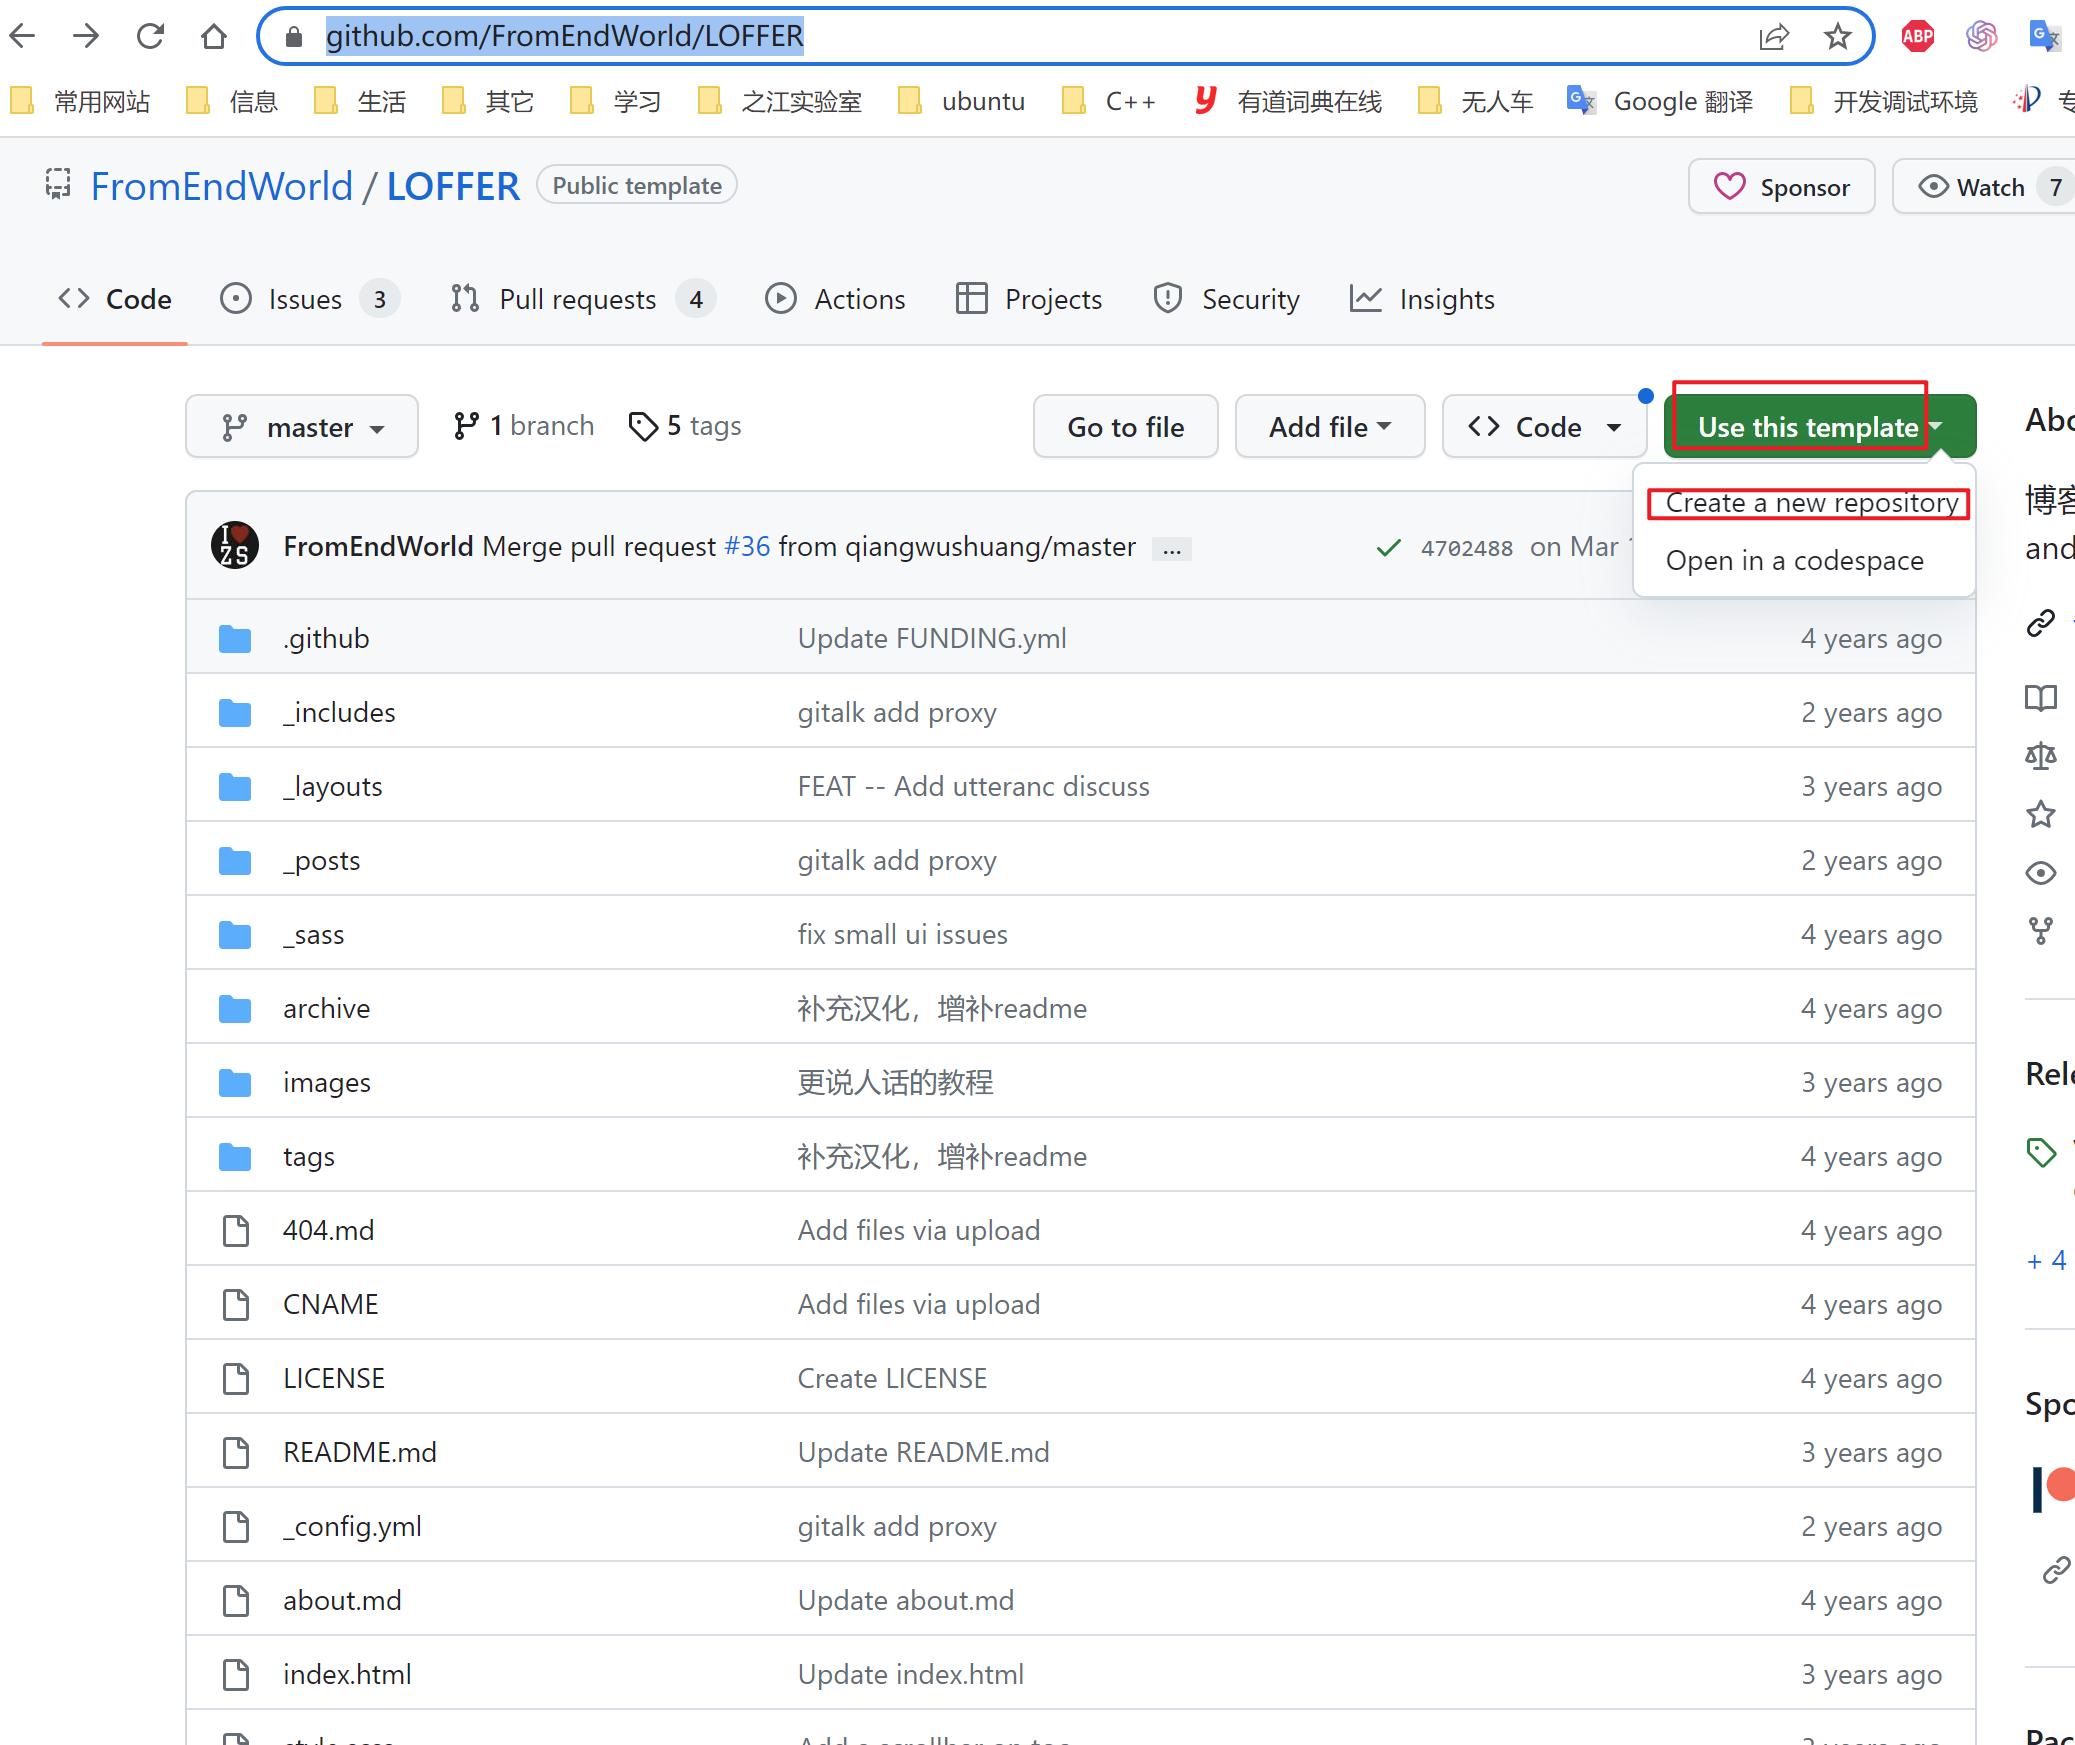 github.com/FromEndWorld/LOFFER
ABP
常用网站 信息 生活 其它 学习 之江实验室 ubuntu C++ 有道词典在线 无人车 Google 翻译 开发调试环境
FromEndWorld / LOFFER Public template Sponsor Watch 7
Code Issues 3 Pull requests 4 Actions Projects Security Insights
master 1 branch 5 tags Go to file Add file Code Use this template
Create a new repository
Open in a codespace
FromEndWorld Merge pull request #36 from qiangwushuang/master ... 4702488 on Mar
.github Update FUNDING.yml 4 years ago
_includes gitalk add proxy 2 years ago
_layouts FEAT -- Add utteranc discuss 3 years ago
_posts gitalk add proxy 2 years ago
_sass fix small ui issues 4 years ago
archive 补充汉化，增补readme 4 years ago
images 更说人话的教程 3 years ago
tags 补充汉化，增补readme 4 years ago
404.md Add files via upload 4 years ago
CNAME Add files via upload 4 years ago
LICENSE Create LICENSE 4 years ago
README.md Update README.md 3 years ago
_config.yml gitalk add proxy 2 years ago
about.md Update about.md 4 years ago
index.html Update index.html 3 years ago
and
+ 4